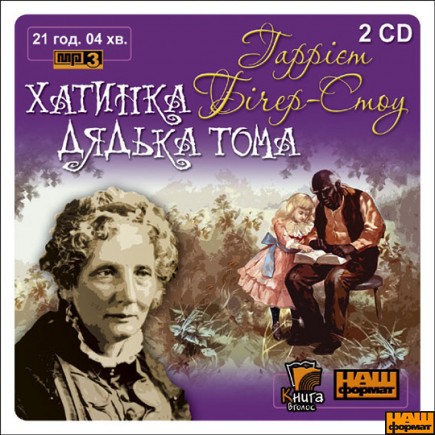 21 год. 04 хв.
mp3
2 CD
Гаррієт
Бічер-Стоу
ХАТИНКА
ДЯДЬКА ТОМА
Книга
Вголос
НАШ
формат
НАШ
формат